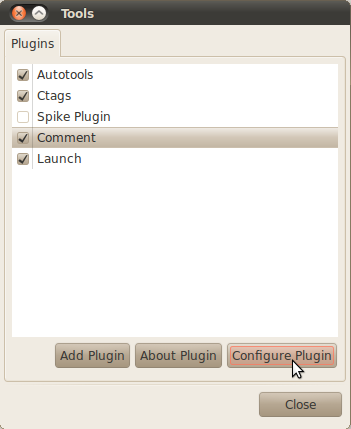 Tools
Plugins
Autotools
Ctags
Spike Plugin
Comment
Launch
Add Plugin
About Plugin
Configure Plugin
Close